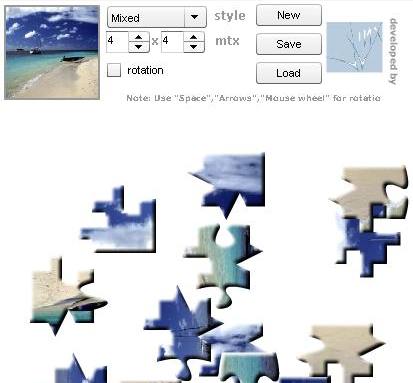 Mixed style New
4 x 4 mtx Save
rotation Load
developed by
Note: Use "Space","Arrows","Mouse wheel" for rotatio